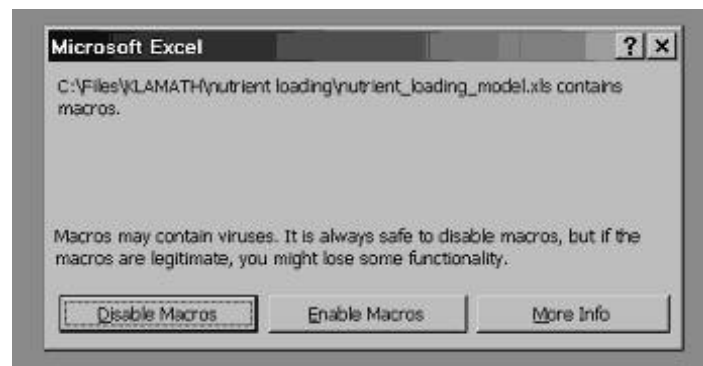 Microsoft Excel
? ×
C:\Files\KLAMATH\nutrient loading\nutrient_loading_model.xls contains
macros.
Macros may contain viruses. It is always safe to disable macros, but if the
macros are legitimate, you might lose some functionality.
Disable Macros Enable Macros More Info